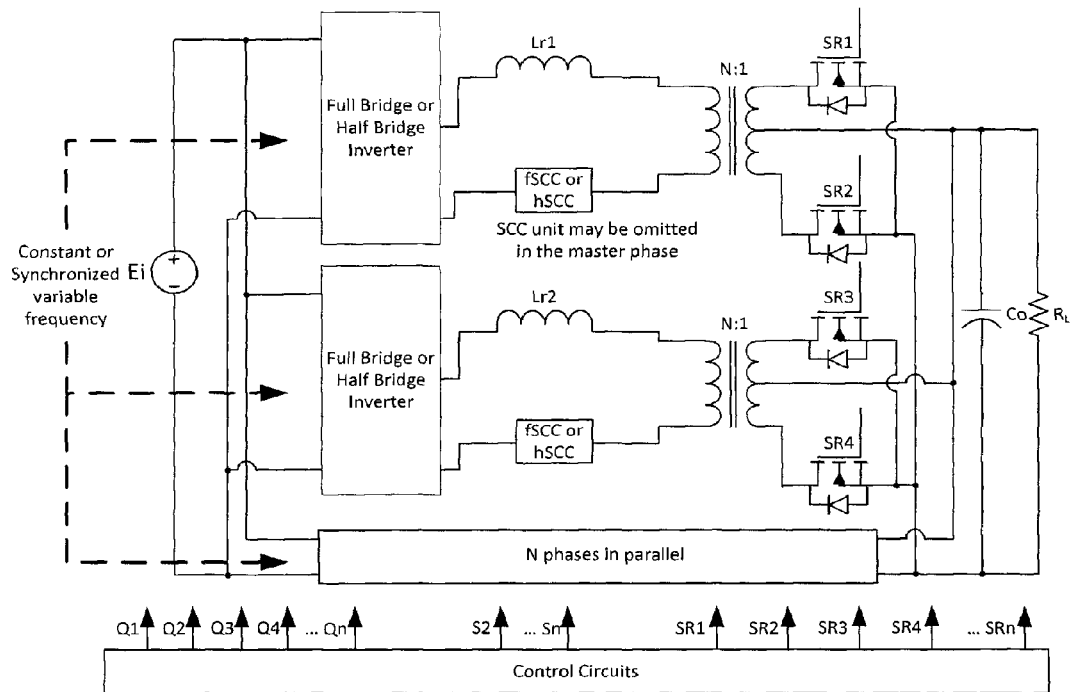 Full Bridge or
Half Bridge
Inverter
Lr1
N:1
SR1
fSCC or
hSCC
SCC unit may be omitted
in the master phase
SR2
Constant or
Synchronized
variable
frequency
Ei
+
-
Full Bridge or
Half Bridge
Inverter
Lr2
N:1
SR3
Co
RL
fSCC or
hSCC
SR4
N phases in parallel
Q1 Q2 Q3 Q4 ... Qn S2 ... Sn SR1 SR2 SR3 SR4 ... SRn
Control Circuits